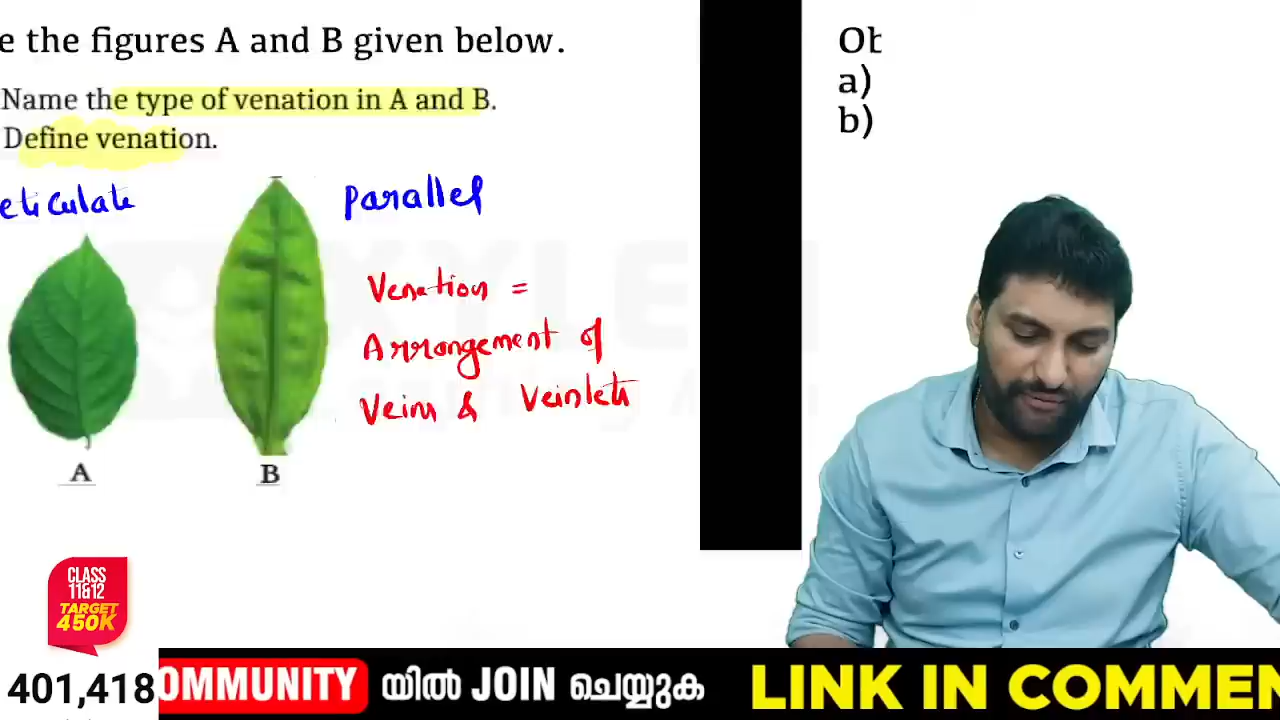 e the figures A and B given below.
Name the type of venation in A and B.
Define venation.
eticulate
Parallel
Venation =
Arrangement of
Veins & Veinlets
A
B
Ob
a)
b)
XYLEM
CLASS
11&12
TARGET
450K
401,418
OMMUNITY യിൽ JOIN ചെയ്യുക
LINK IN COMMEN